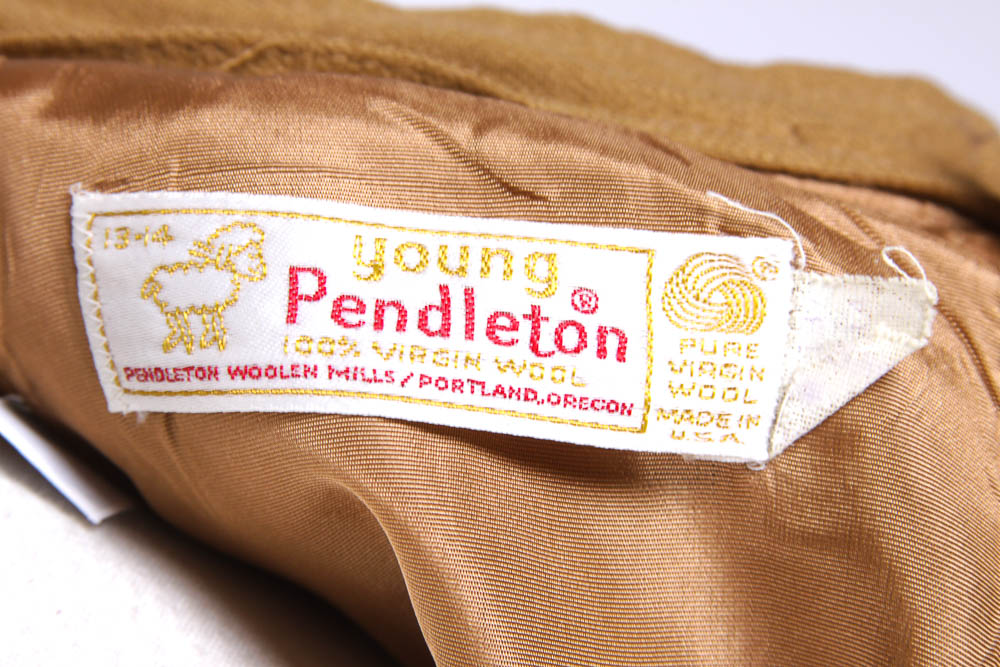 13-14
young
Pendleton®
100% VIRGIN WOOL
PENDLETON WOOLEN MILLS/PORTLAND, OREGON
®
PURE
VIRGIN
WOOL
MADE IN
U.S.A